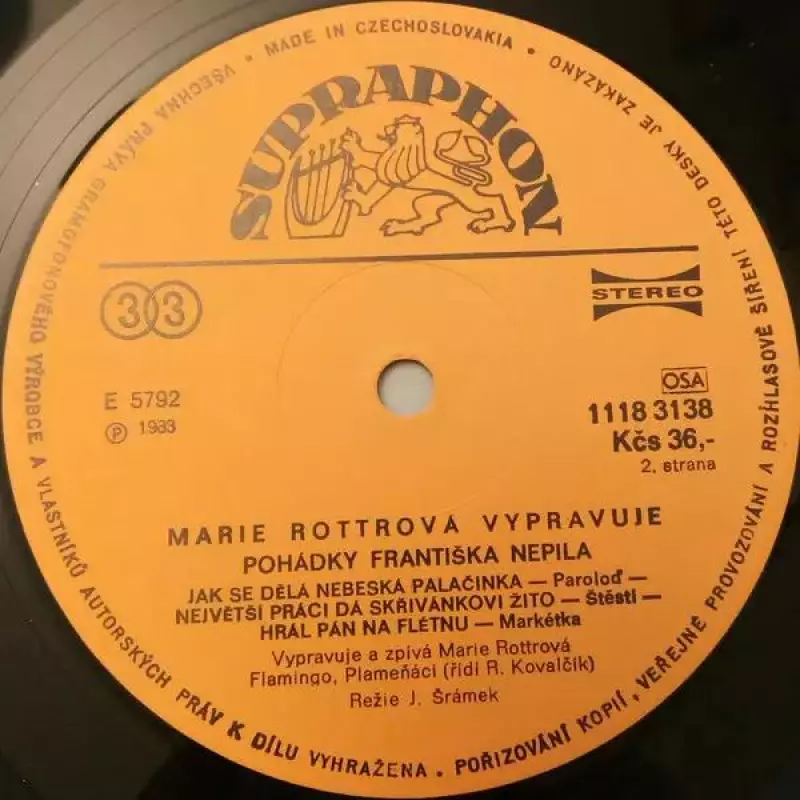 VŠECHNA PRÁVA GRAMOFONOVÉHO VÝROBCE A VLASTNÍKŮ AUTORSKÝCH PRÁV K DÍLU VYHRAŽENA • POŘIZOVÁNÍ KOPIÍ, VEŘEJNÉ PROVOZOVÁNÍ A ROZHLASOVÉ ŠÍŘENÍ TÉTO DESKY JE ZAKÁZÁNO • MADE IN CZECHOSLOVAKIA •
SUPRAPHON
33
STEREO
E 5792
Ⓟ 1983
OSA
1118 3138
Kčs 36,-
2. strana
MARIE ROTTROVÁ VYPRAVUJE
POHÁDKY FRANTIŠKA NEPILA
JAK SE DĚLÁ NEBESKÁ PALAČINKA — Paroloď —
NEJVĚTŠÍ PRÁCI DÁ SKŘIVÁNKOVI ŽITO — Štěstí —
HRÁL PÁN NA FLÉTNU — Markétka
Vypravuje a zpívá Marie Rottrová
Flamingo, Plameňáci (řídí R. Kovalčík)
Režie J. Šrámek